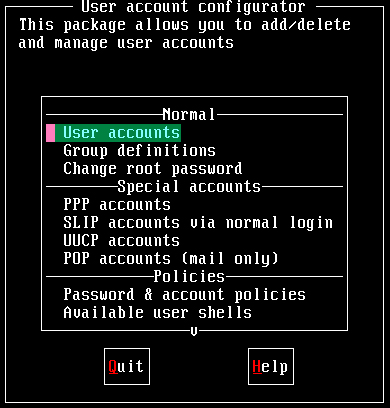 User account configurator
This package allows you to add/delete
and manage user accounts
Normal
User accounts
Group definitions
Change root password
Special accounts
PPP accounts
SLIP accounts via normal login
UUCP accounts
POP accounts (mail only)
Policies
Password & account policies
Available user shells
v
Quit Help